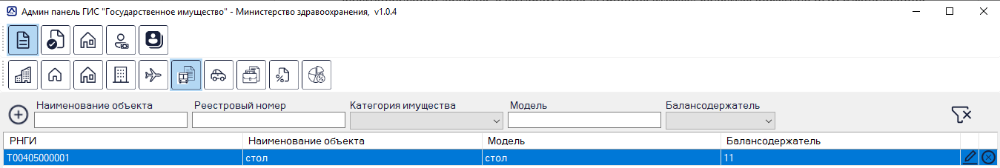 Админ панель ГИС "Государственное имущество" - Министерство здравоохранения, v1.0.4
Наименование объекта Реестровый номер Категория имущества Модель Балансодержатель
РНГИ Наименование объекта Модель Балансодержатель
Т00405000001 стол стол 11